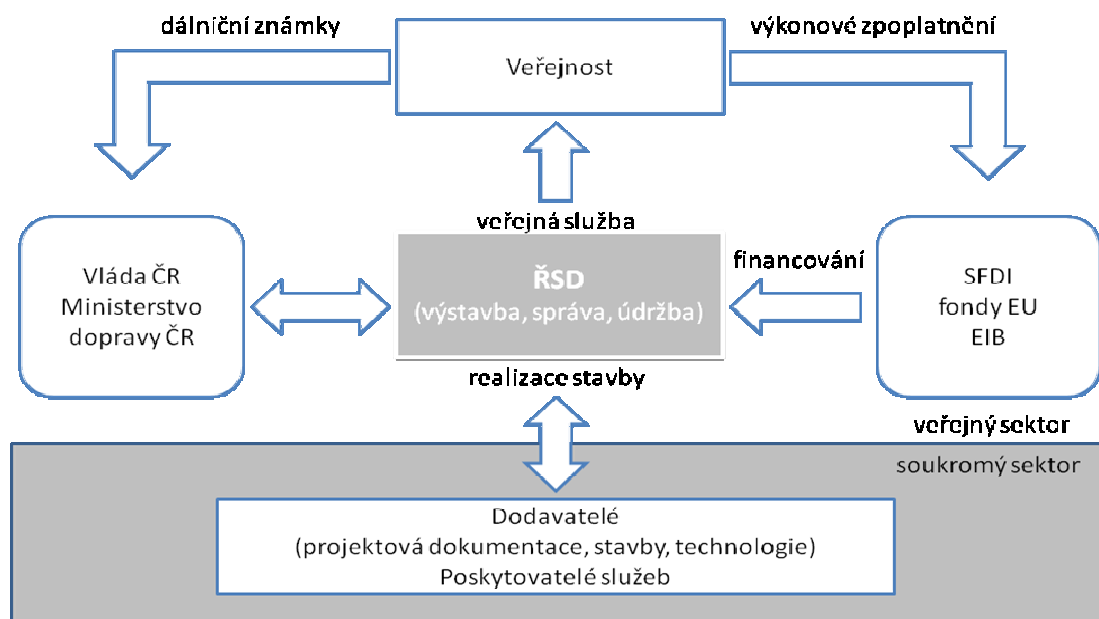 dálniční známky
výkonové zpoplatnění
Veřejnost
veřejná služba
Vláda ČR
Ministerstvo
dopravy ČR
ŘSD
(výstavba, správa, údržba)
financování
SFDI
fondy EU
EIB
realizace stavby
veřejný sektor
soukromý sektor
Dodavatelé
(projektová dokumentace, stavby, technologie)
Poskytovatelé služeb